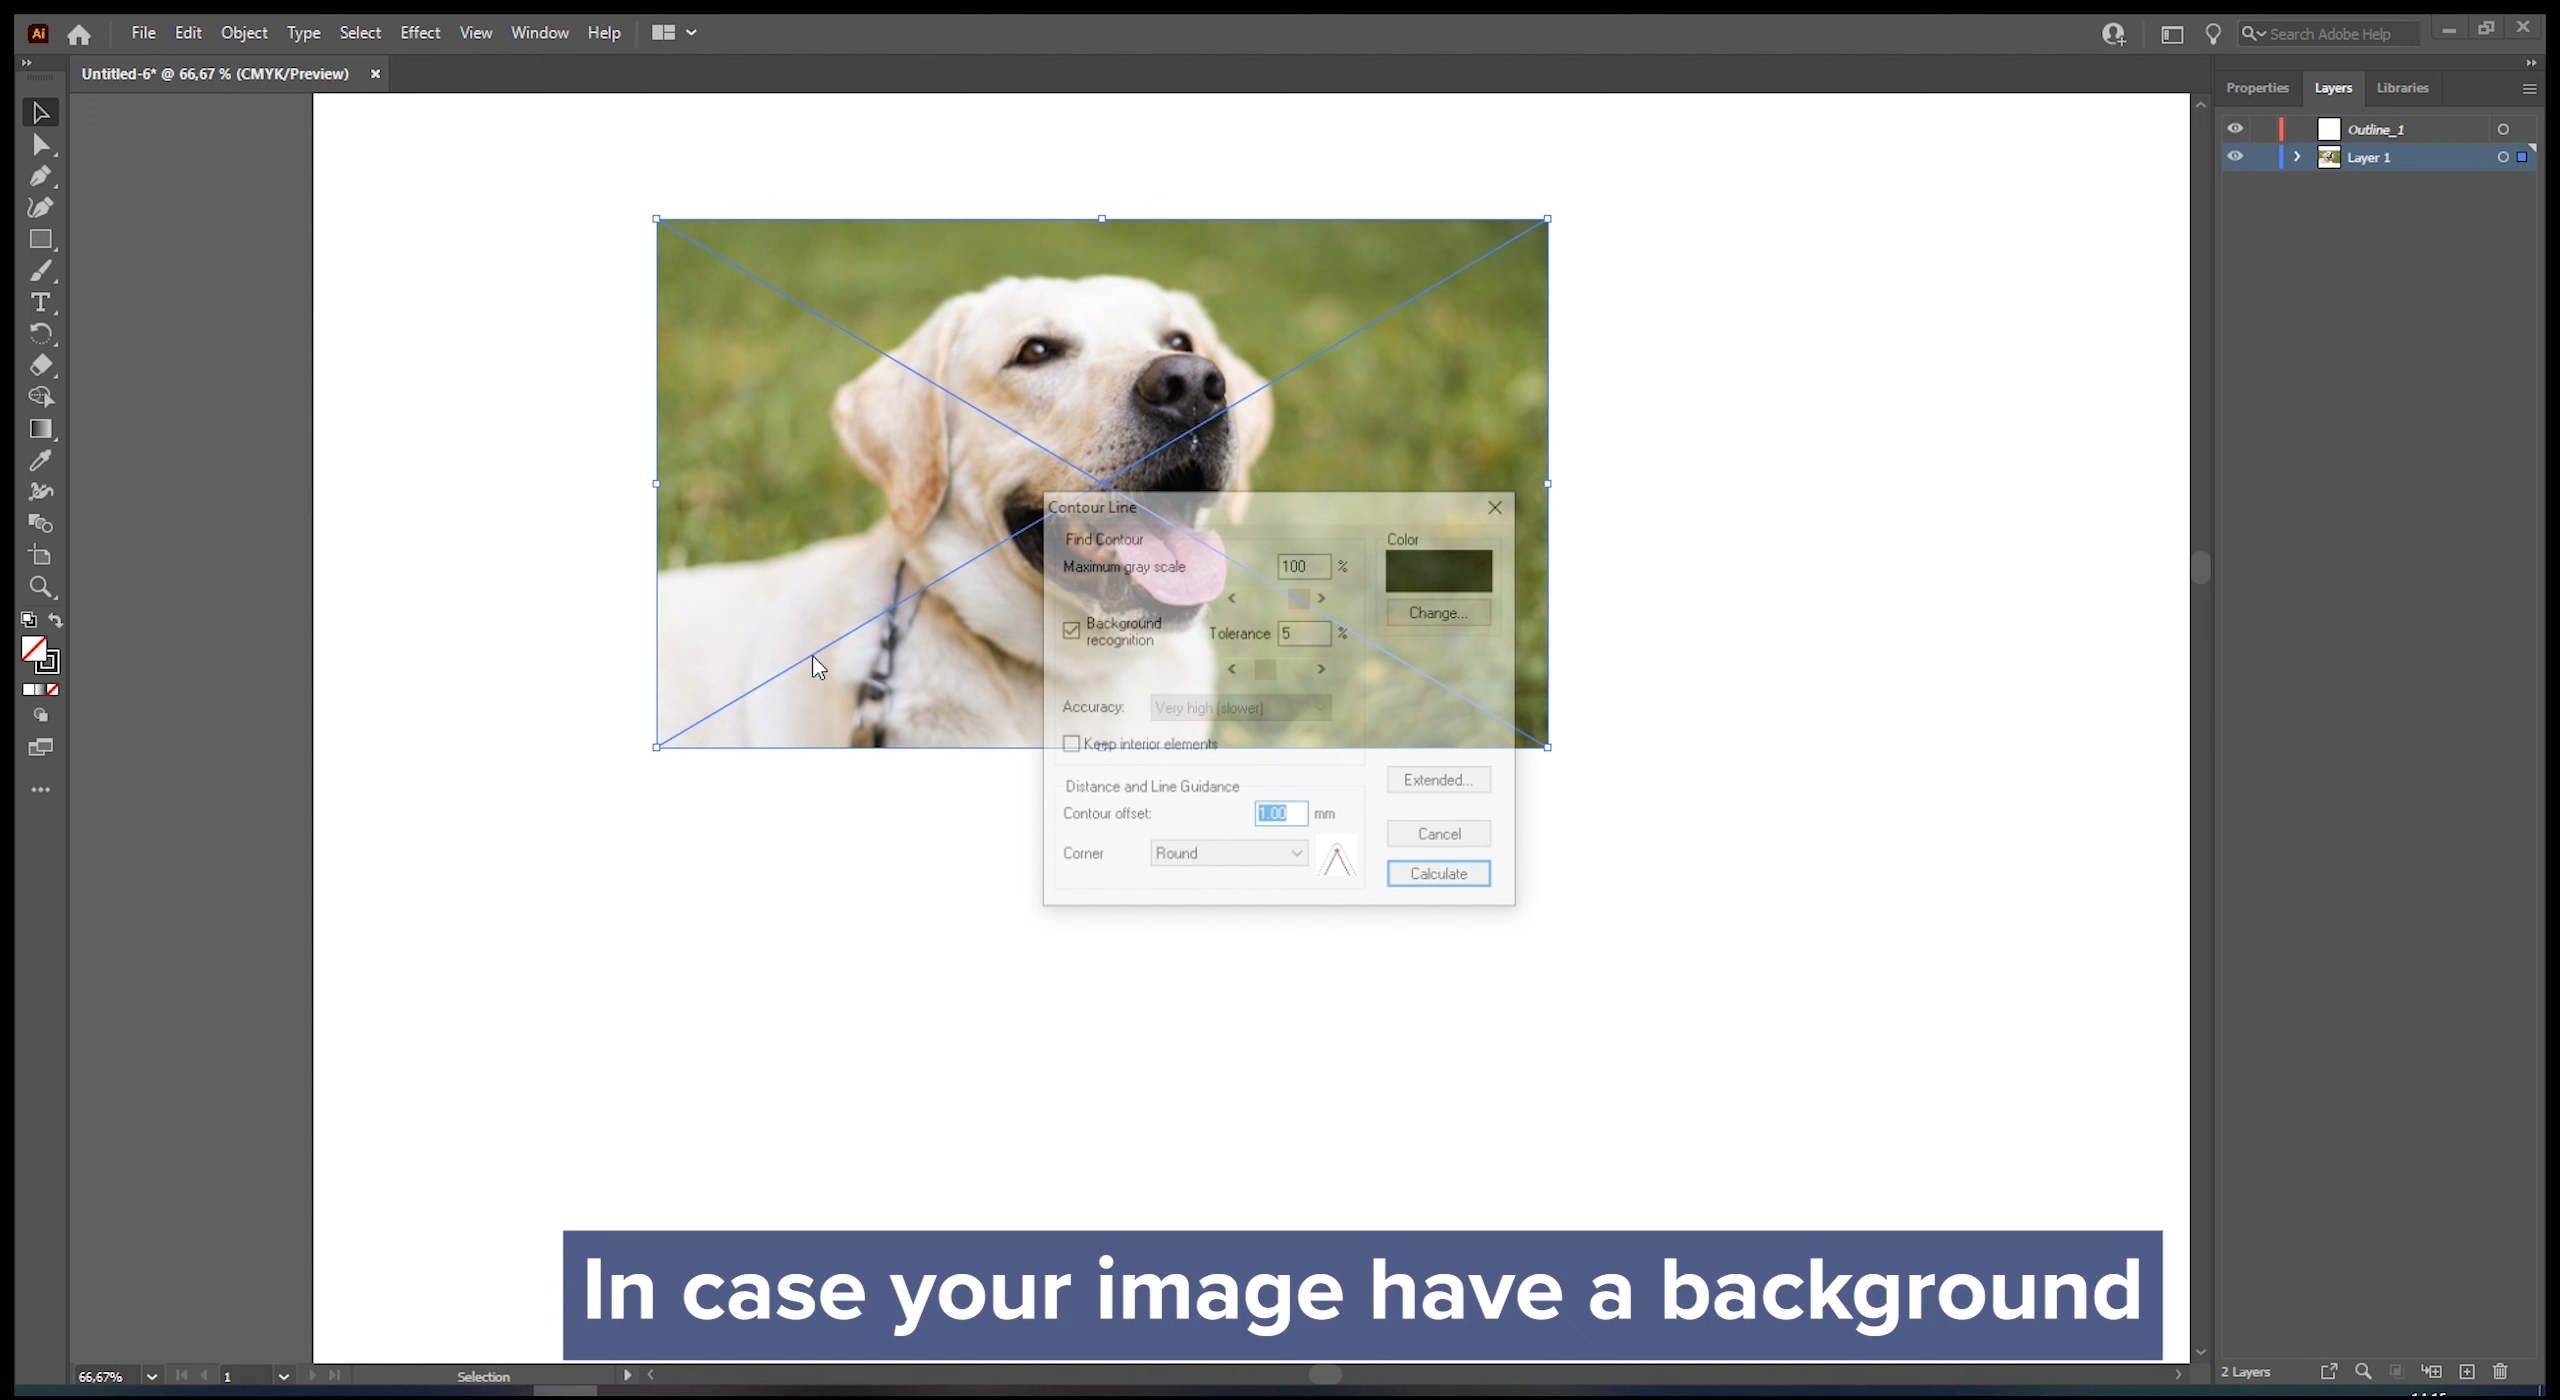 Ai File Edit Object Type Select Effect View Window Help Search Adobe Help
Untitled-6* @ 66,67 % (CMYK/Preview)
Properties Layers Libraries
Outline_1
Layer 1
Contour Line
Find Contour
Color
Maximum gray scale 100 %
Change...
Background recognition
Tolerance 5 %
Accuracy: Very high (slower)
Keep interior elements
Extended...
Distance and Line Guidance
Contour offset: 1.00 mm
Cancel
Corner Round
Calculate
In case your image have a background
66,67% 1 Selection
2 Layers